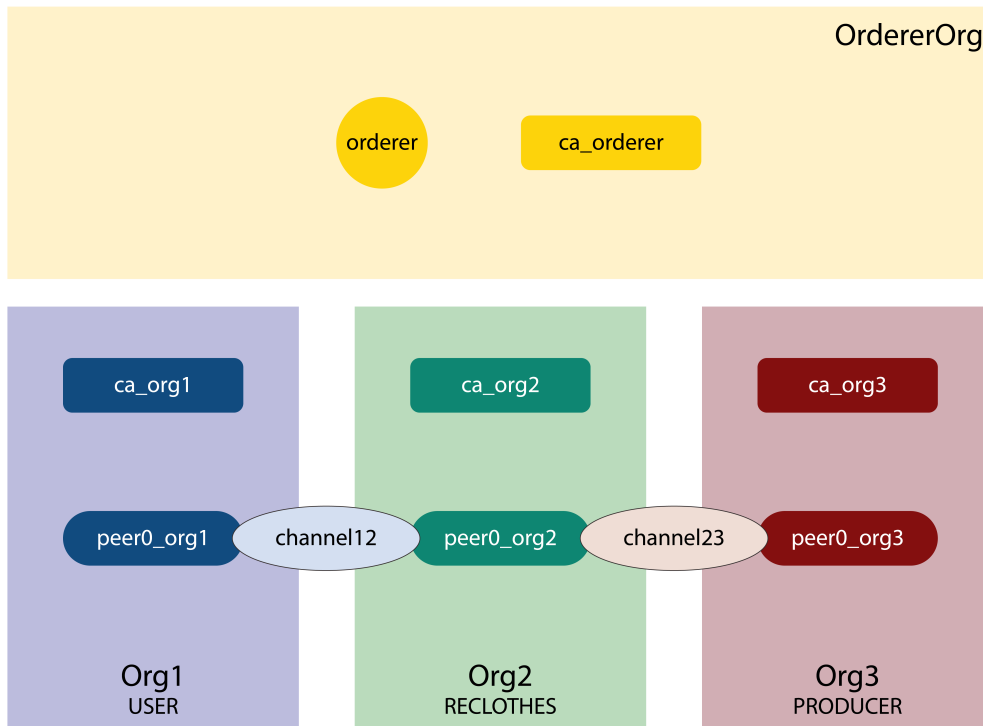 OrdererOrg
orderer
ca_orderer
ca_org1
ca_org2
ca_org3
peer0_org1
channel12
peer0_org2
channel23
peer0_org3
Org1
USER
Org2
RECLOTHES
Org3
PRODUCER